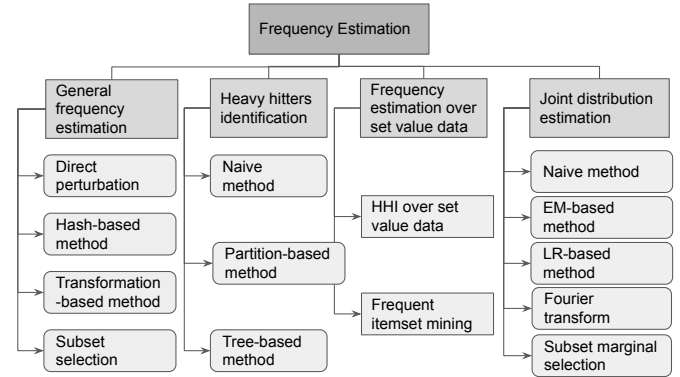 Frequency Estimation
General
frequency
estimation
Direct
perturbation
Hash-based
method
Transformation
-based method
Subset
selection
Heavy hitters
identification
Naive
method
Partition-based
method
Tree-based
method
Frequency
estimation over
set value data
HHI over set
value data
Frequent
itemset mining
Joint distribution
estimation
Naive method
EM-based
method
LR-based
method
Fourier
transform
Subset marginal
selection